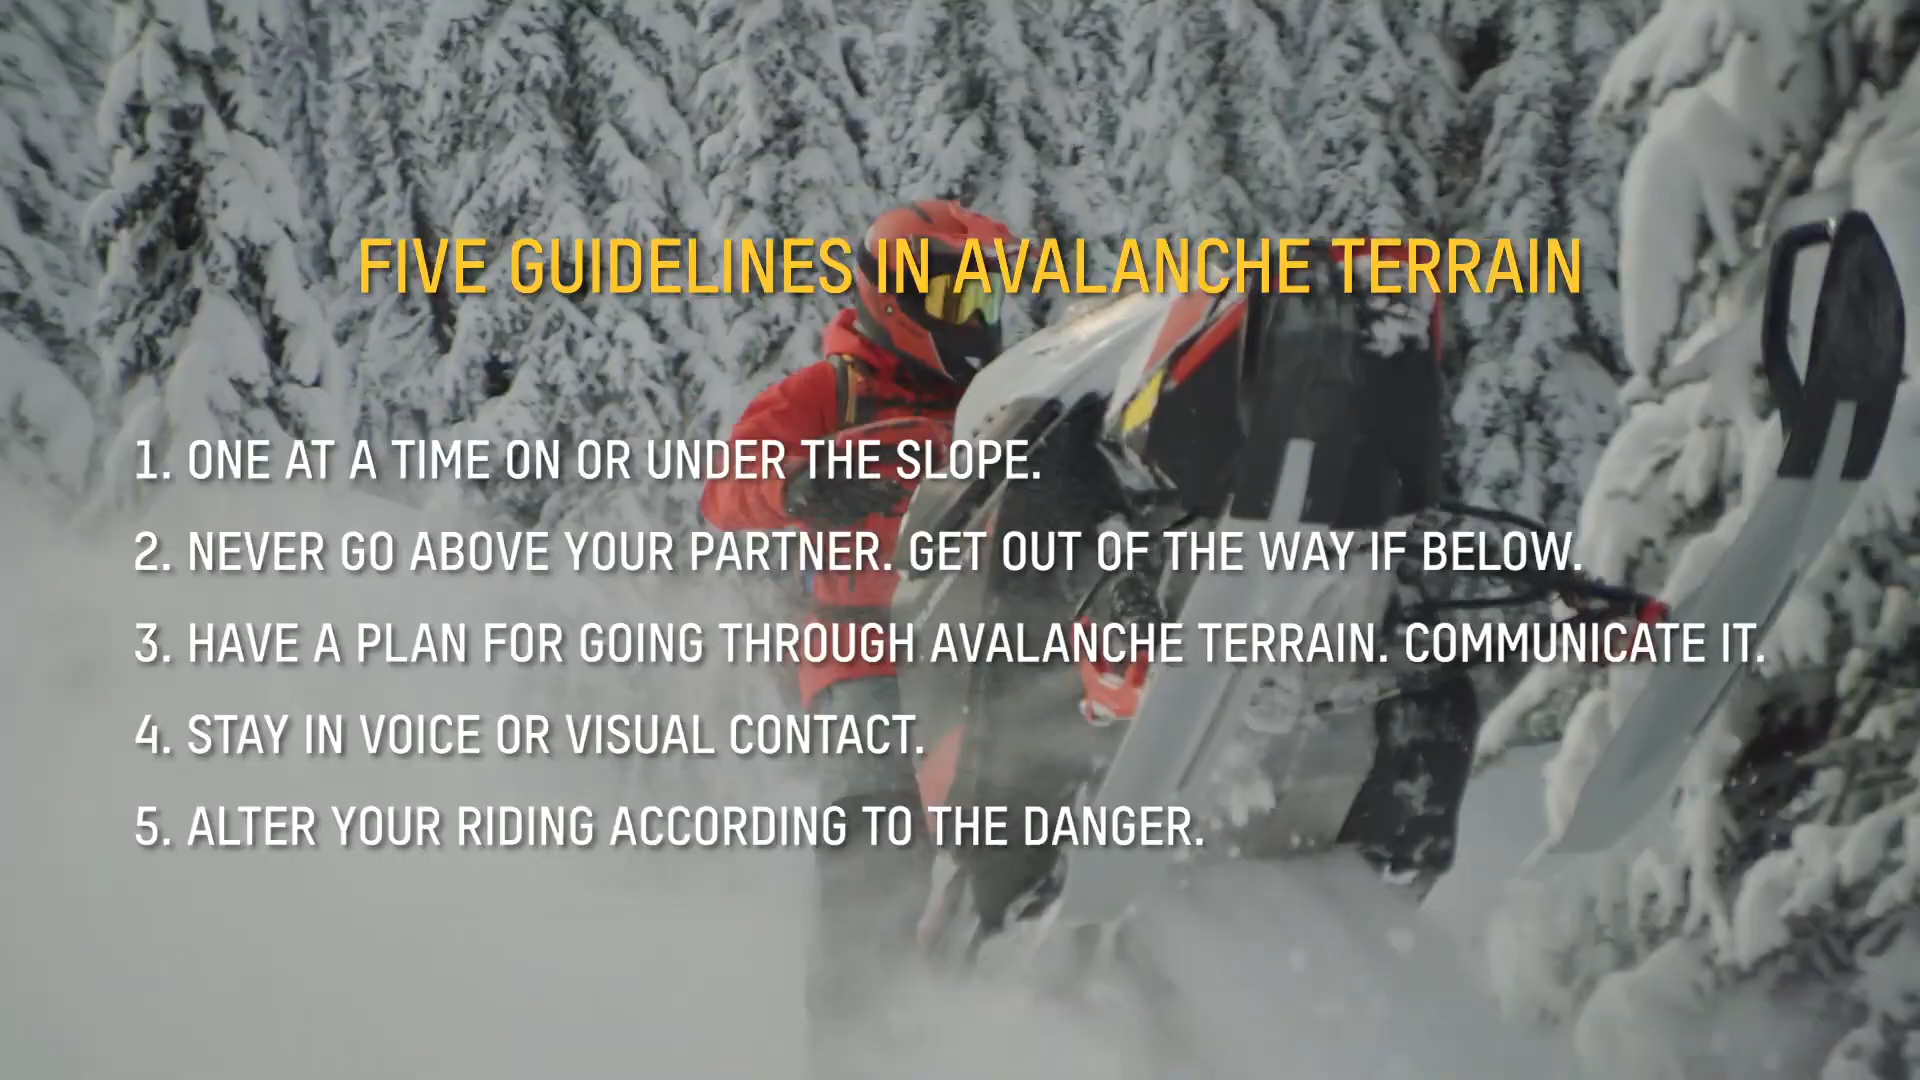 FIVE GUIDELINES IN AVALANCHE TERRAIN
1. ONE AT A TIME ON OR UNDER THE SLOPE.
2. NEVER GO ABOVE YOUR PARTNER. GET OUT OF THE WAY IF BELOW.
3. HAVE A PLAN FOR GOING THROUGH AVALANCHE TERRAIN. COMMUNICATE IT.
4. STAY IN VOICE OR VISUAL CONTACT.
5. ALTER YOUR RIDING ACCORDING TO THE DANGER.